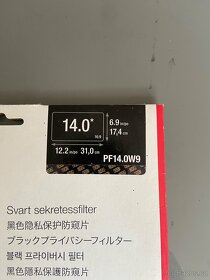 14.0"
16:9
6.9 inçe
17,4 cm
12.2 inçe 31,0 cm
PF14.0W9
Svart sekretessfilter
黑色隐私保护防窥片
ブラックプライバシーフィルター
블랙 프라이버시 필터
黑色隱私保護防窺片